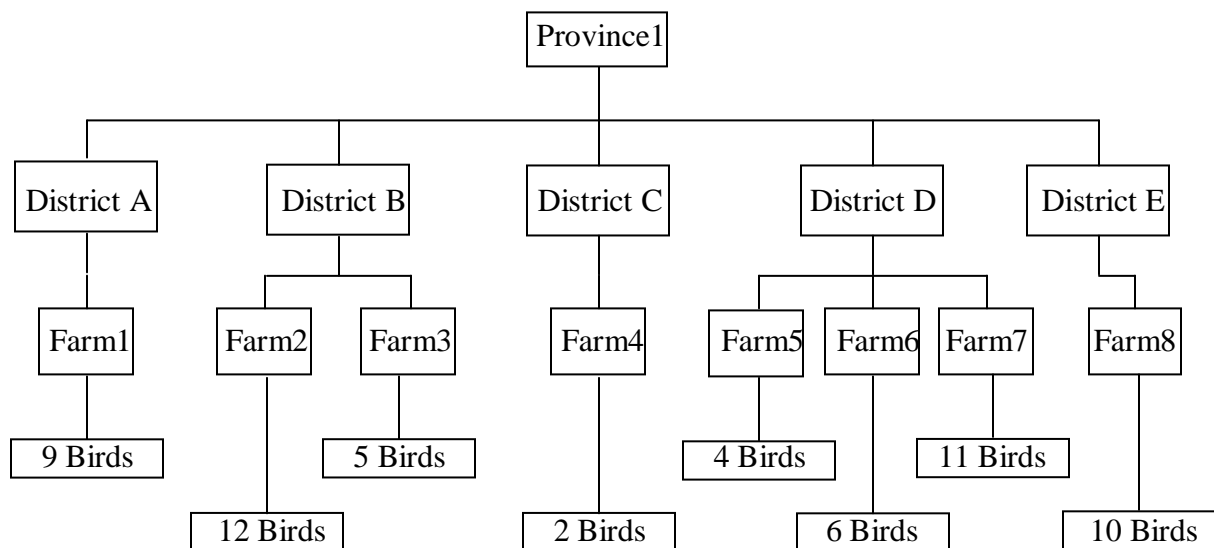 Province1
District A
District B
District C
District D
District E
Farm1
Farm2
Farm3
Farm4
Farm5
Farm6
Farm7
Farm8
9 Birds
5 Birds
4 Birds
11 Birds
12 Birds
2 Birds
6 Birds
10 Birds